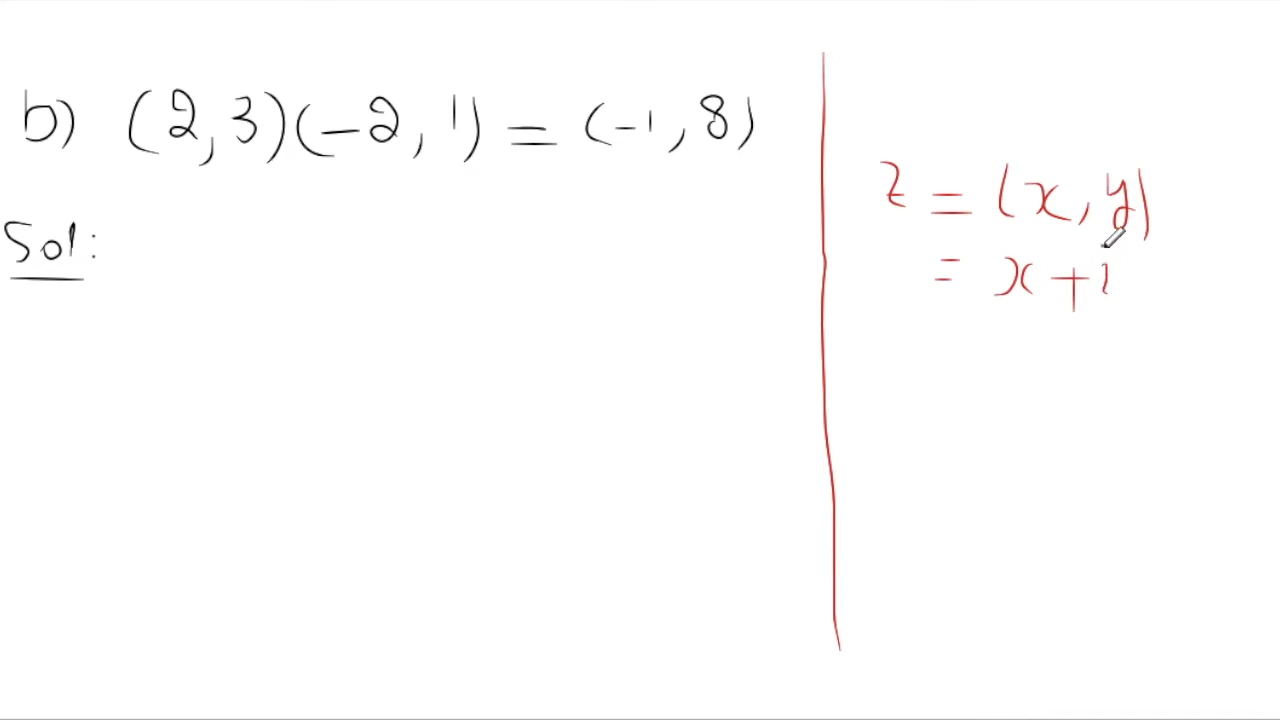 b) (2,3)(-2,1) = (-1,8)
Sol:
z = (x,y)
= x+i